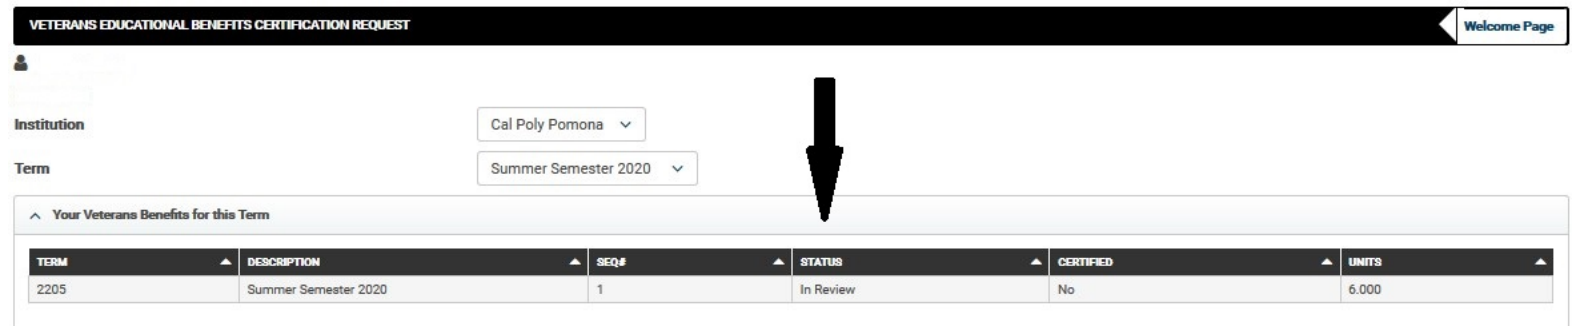 VETERANS EDUCATIONAL BENEFITS CERTIFICATION REQUEST
Welcome Page
Institution
Cal Poly Pomona
Term
Summer Semester 2020
Your Veterans Benefits for this Term
TERM DESCRIPTION SEQ# STATUS CERTIFIED UNITS
2205 Summer Semester 2020 1 In Review No 6.000